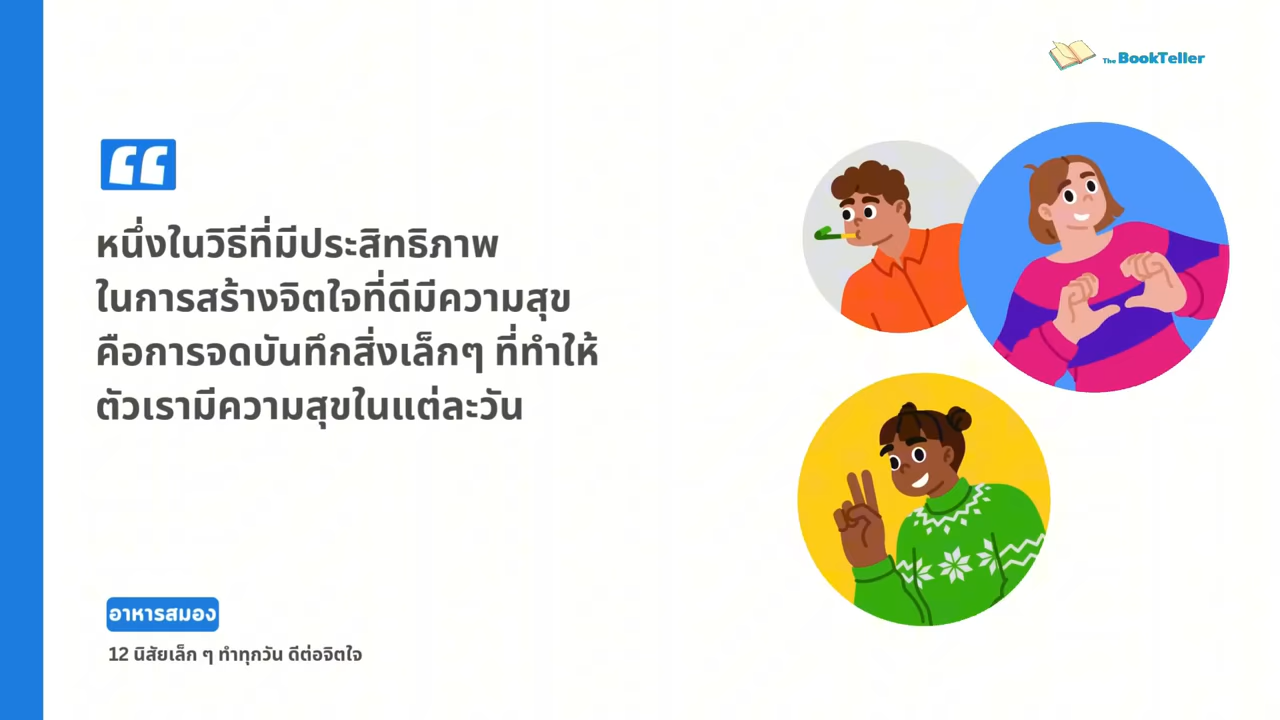 The BookTeller
หนึ่งในวิธีที่มีประสิทธิภาพ
ในการสร้างจิตใจที่ดีมีความสุข
คือการจดบันทึกสิ่งเล็กๆ ที่ทำให้
ตัวเรามีความสุขในแต่ละวัน
อาหารสมอง
12 นิสัยเล็ก ๆ ทำทุกวัน ดีต่อจิตใจ